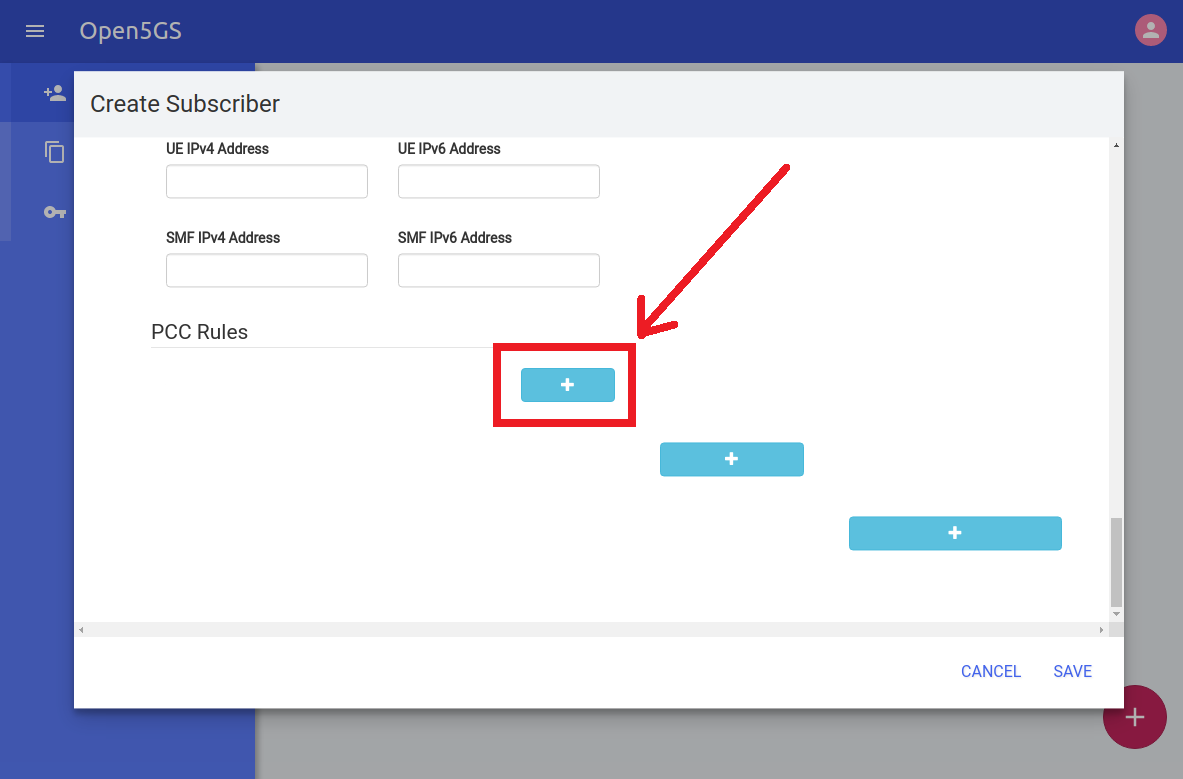 Open5GS
Create Subscriber
UE IPv4 Address UE IPv6 Address
SMF IPv4 Address SMF IPv6 Address
PCC Rules
CANCEL SAVE